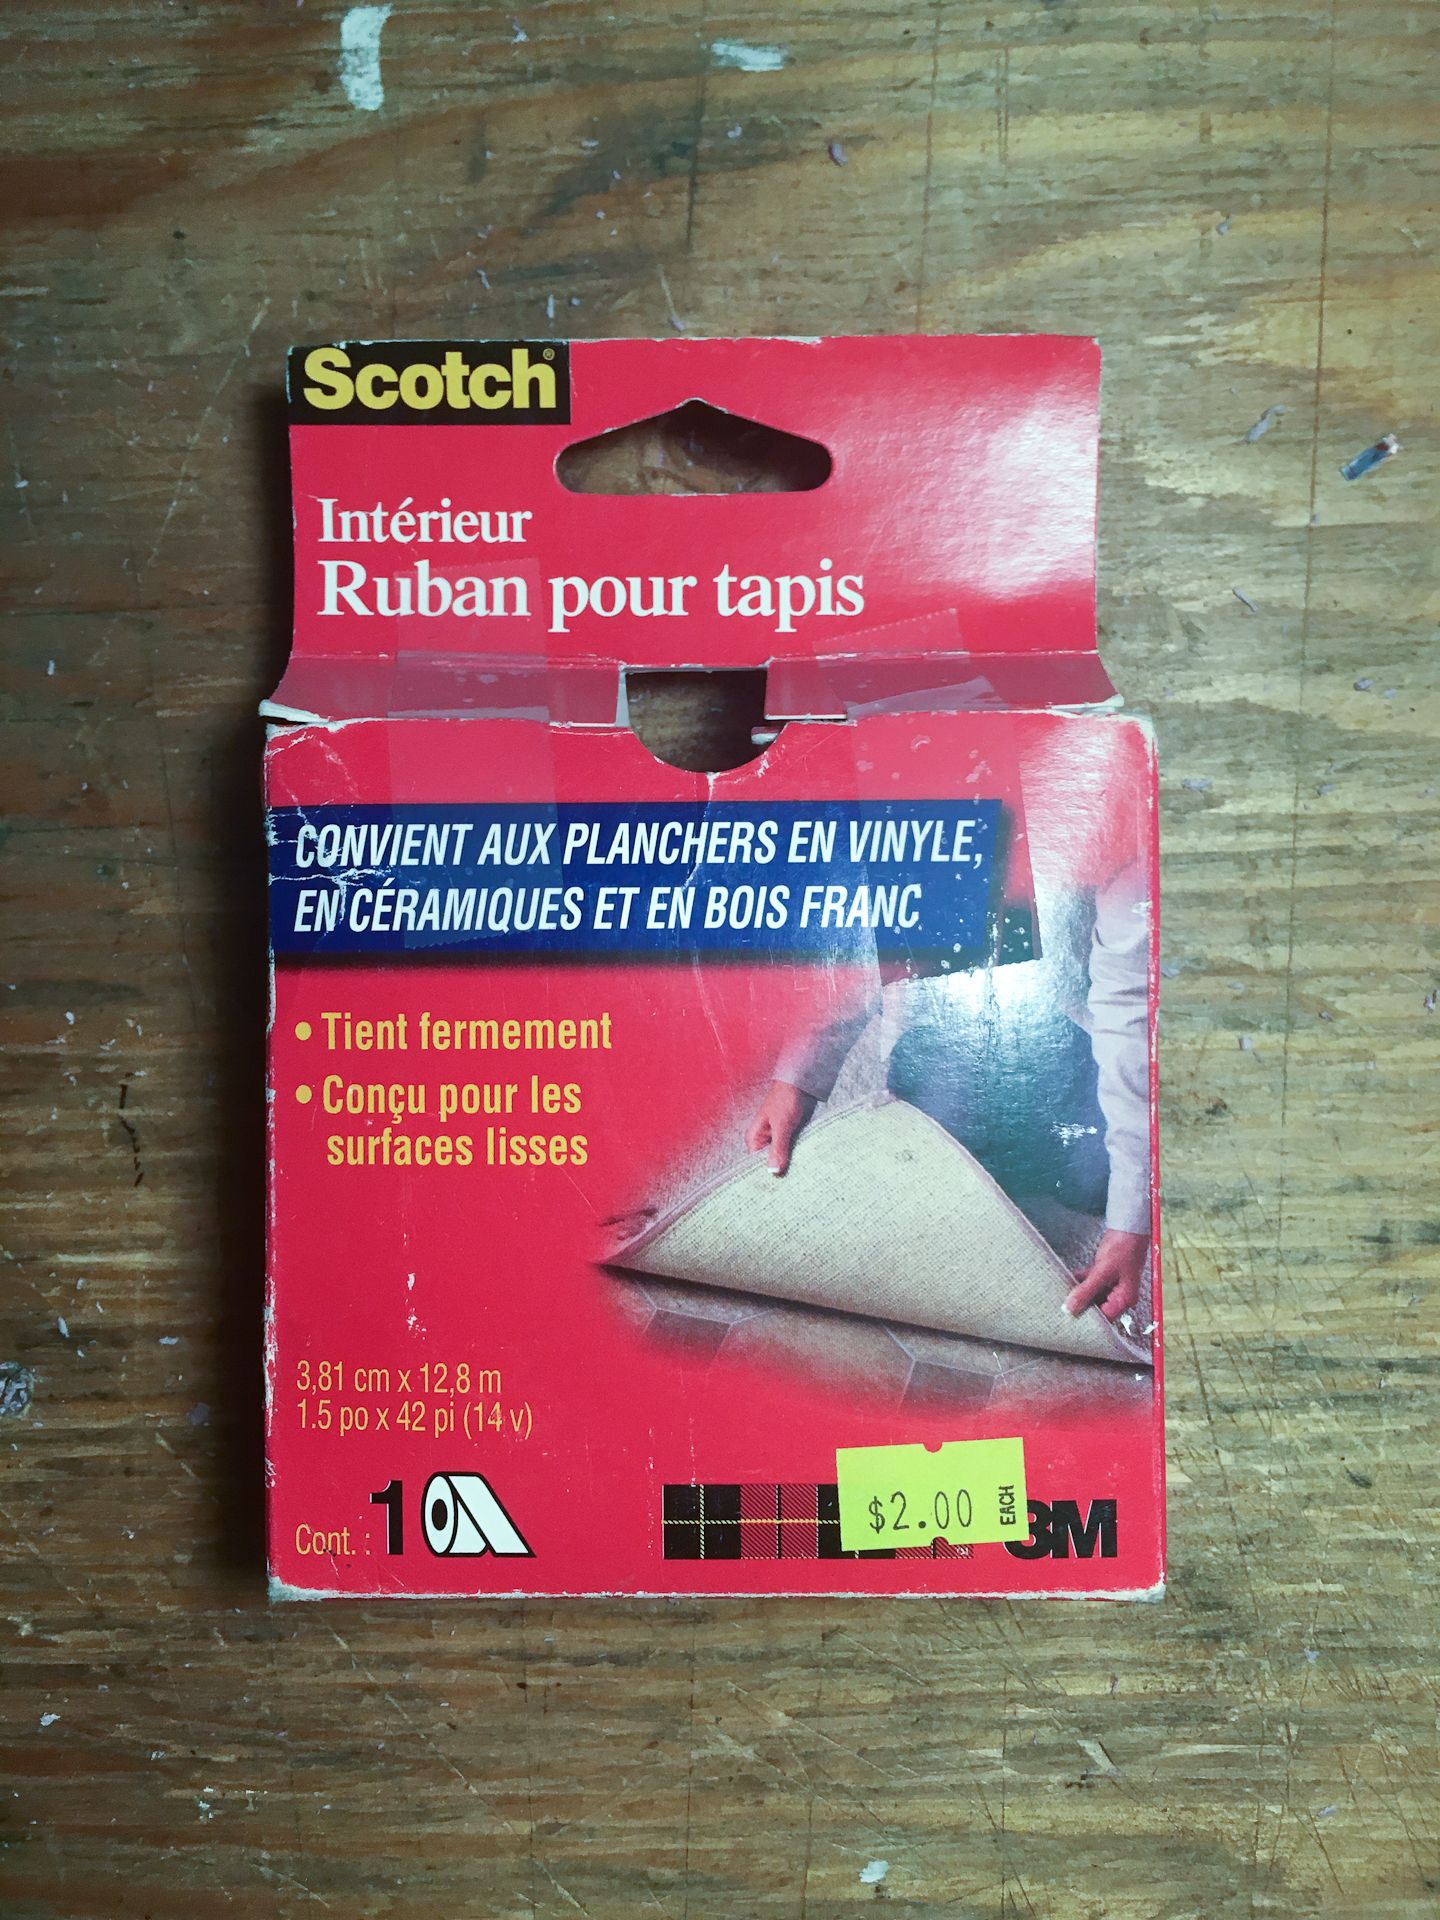 Scotch®
Intérieur
Ruban pour tapis
CONVIENT AUX PLANCHERS EN VINYLE,
EN CÉRAMIQUES ET EN BOIS FRANC
• Tient fermement
• Conçu pour les
surfaces lisses
3,81 cm x 12,8 m
1.5 po x 42 pi (14 v)
Cont. : 1
$2.00 EACH
3M